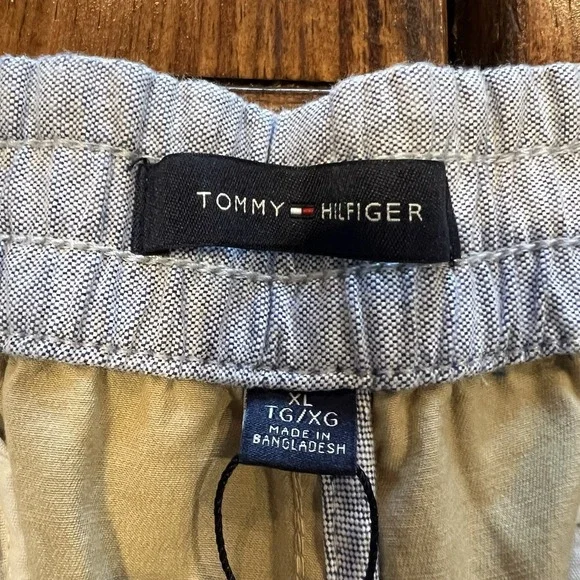 TOMMY HILFIGER
XL
TG/XG
MADE IN
BANGLADESH